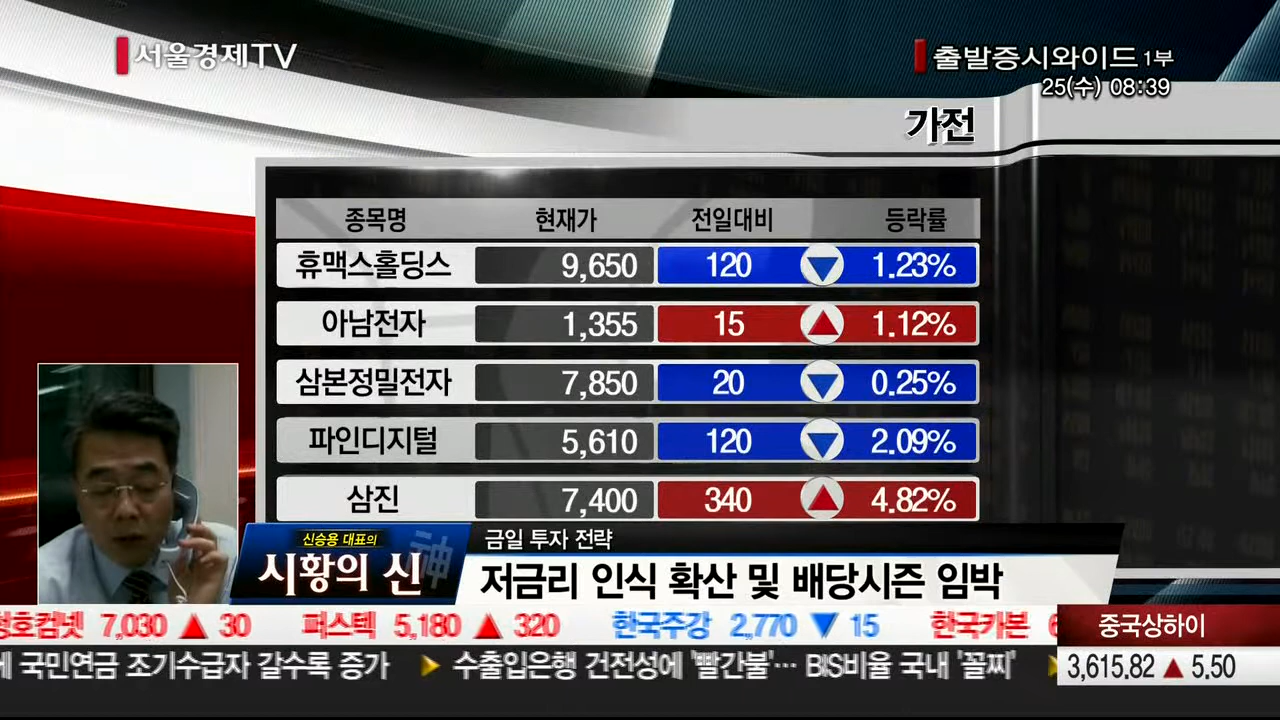 서울경제TV
출발증시와이드 1부
25(수) 08:39
가전
종목명 현재가 전일대비 등락률
휴맥스홀딩스 9,650 120 ▼ 1.23%
아남전자 1,355 15 ▲ 1.12%
삼본정밀전자 7,850 20 ▼ 0.25%
파인디지털 5,610 120 ▼ 2.09%
삼진 7,400 340 ▲ 4.82%
신승용 대표의
시황의 신
神
금일 투자 전략
저금리 인식 확산 및 배당시즌 임박
청호컴넷 7,030 ▲ 30 퍼스텍 5,180 ▲ 320 한국주강 2,770 ▼ 15 한국카본
중국상하이
3,615.82 ▲ 5.50
국민연금 조기수급자 갈수록 증가 ▶ 수출입은행 건전성에 '빨간불'… BIS비율 국내 '꼴찌'